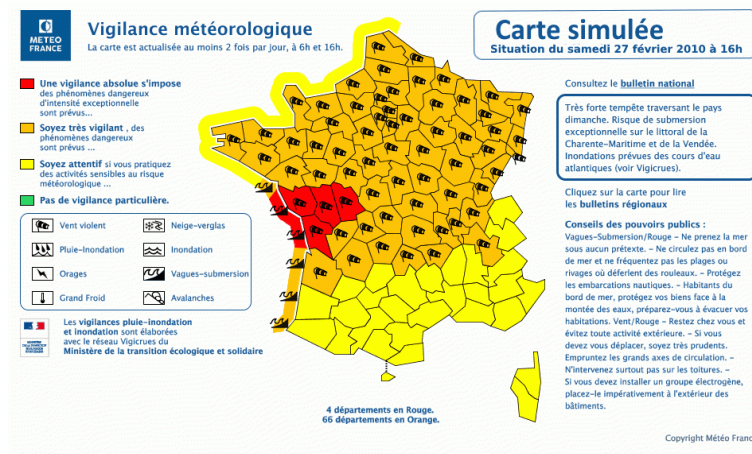 METEO
FRANCE
Vigilance météorologique
La carte est actualisée au moins 2 fois par jour, à 6h et 16h.
Carte simulée
Situation du samedi 27 février 2010 à 16h
Une vigilance absolue s'impose
des phénomènes dangereux
d'intensité exceptionnelle
sont prévus...
Soyez très vigilant , des
phénomènes dangereux
sont prévus ...
Soyez attentif si vous pratiquez
des activités sensibles au risque
météorologique ...
Pas de vigilance particulière.
Vent violent
Neige-verglas
Pluie-Inondation
Inondation
Orages
Vagues-submersion
Grand Froid
Avalanches
Les vigilances pluie-inondation
et inondation sont élaborées
avec le réseau Vigicrues du
Ministère de la transition écologique et solidaire
4 départements en Rouge.
66 départements en Orange.
Consultez le bulletin national
Très forte tempête traversant le pays
dimanche. Risque de submersion
exceptionnelle sur le littoral de la
Charente-Maritime et de la Vendée.
Inondations prévues des cours d'eau
atlantiques (voir Vigicrues).
Cliquez sur la carte pour lire
les bulletins régionaux
Conseils des pouvoirs publics :
Vagues-Submersion/Rouge - Ne prenez la mer
sous aucun prétexte. - Ne circulez pas en bord
de mer et ne fréquentez pas les plages ou
rivages où déferlent des rouleaux. - Protégez
les embarcations nautiques. - Habitants du
bord de mer, protégez vos biens face à la
montée des eaux, préparez-vous à évacuer vos
habitations. Vent/Rouge - Restez chez vous et
évitez toute activité extérieure. - Si vous
devez vous déplacer, soyez très prudents.
Empruntez les grands axes de circulation. -
N'intervenez surtout pas sur les toitures. -
Si vous devez installer un groupe électrogène,
placez-le impérativement à l'extérieur des
bâtiments.
Copyright Météo Franc